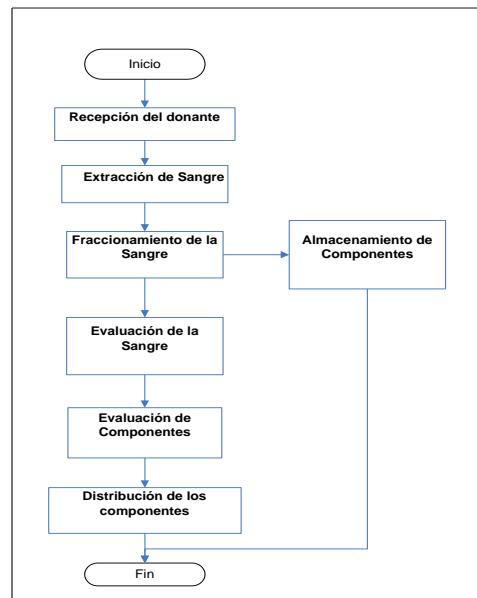 Inicio
Recepción del donante
Extracción de Sangre
Fraccionamiento de la
Sangre
Almacenamiento de
Componentes
Evaluación de la
Sangre
Evaluación de
Componentes
Distribución de los
componentes
Fin